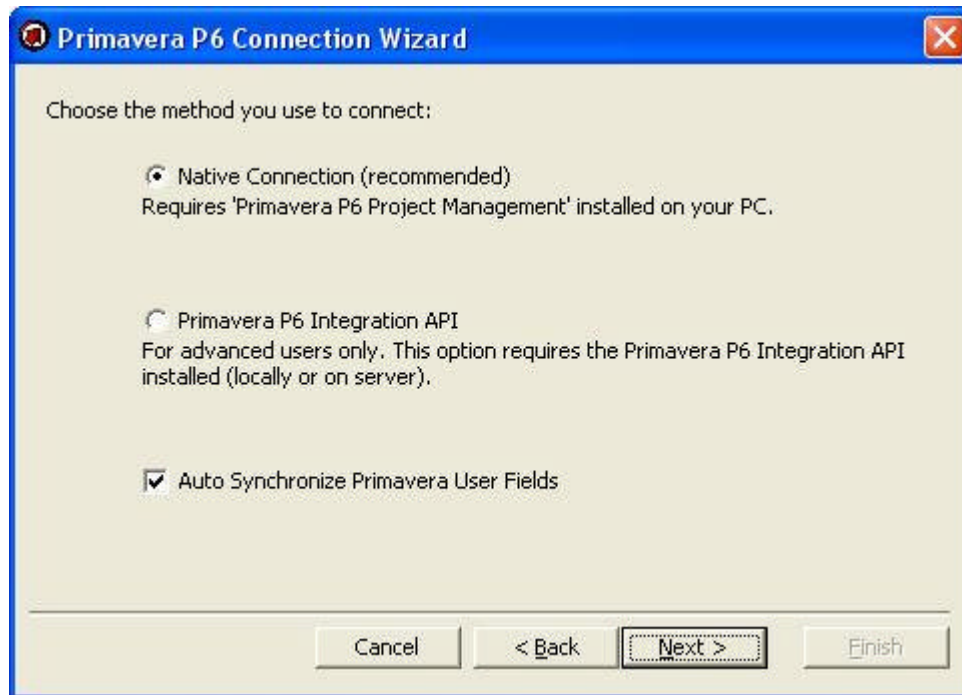 Primavera P6 Connection Wizard
Choose the method you use to connect:
Native Connection (recommended)
Requires 'Primavera P6 Project Management' installed on your PC.
Primavera P6 Integration API
For advanced users only. This option requires the Primavera P6 Integration API
installed (locally or on server).
Auto Synchronize Primavera User Fields
Cancel
< Back
Next >
Finish